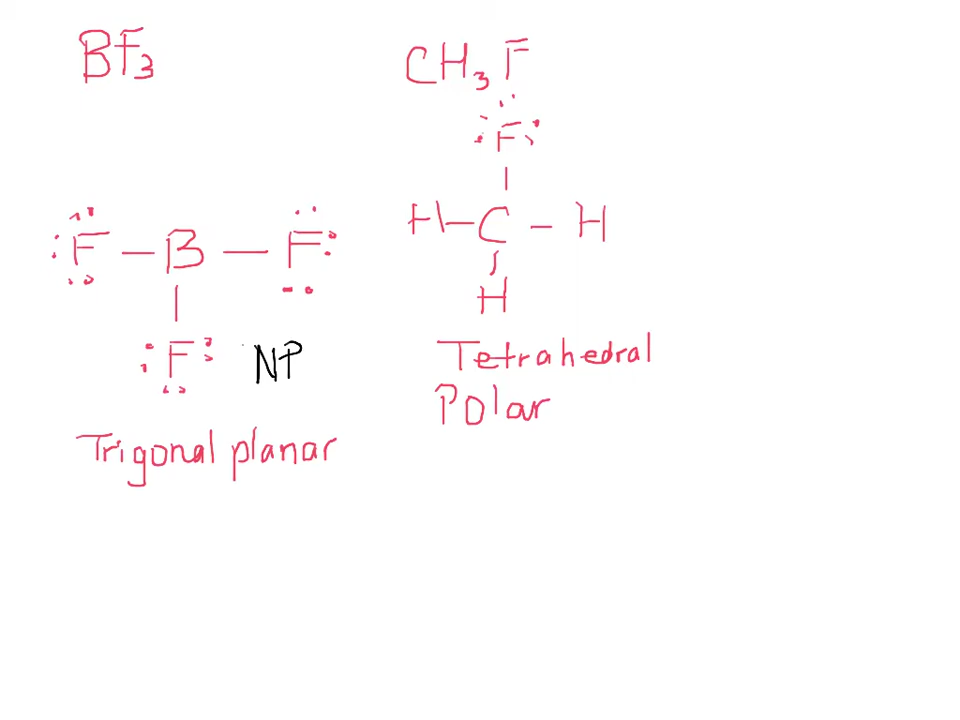 BF3
F — B — F
F NP
Trigonal planar
CH3F
F
H — C — H
H
Tetrahedral
Polar